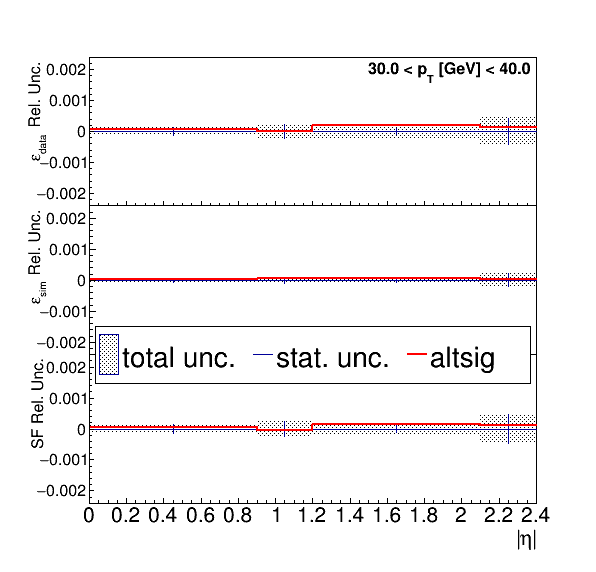 30.0 < p_T [GeV] < 40.0
ε_data Rel. Unc.
0.002
0.001
0
−0.001
−0.002
ε_sim Rel. Unc.
0.002
0.001
0
−0.001
−0.002
total unc. stat. unc. altsig
SF Rel. Unc.
0.002
0.001
0
−0.001
−0.002
0 0.2 0.4 0.6 0.8 1 1.2 1.4 1.6 1.8 2 2.2 2.4
|η|